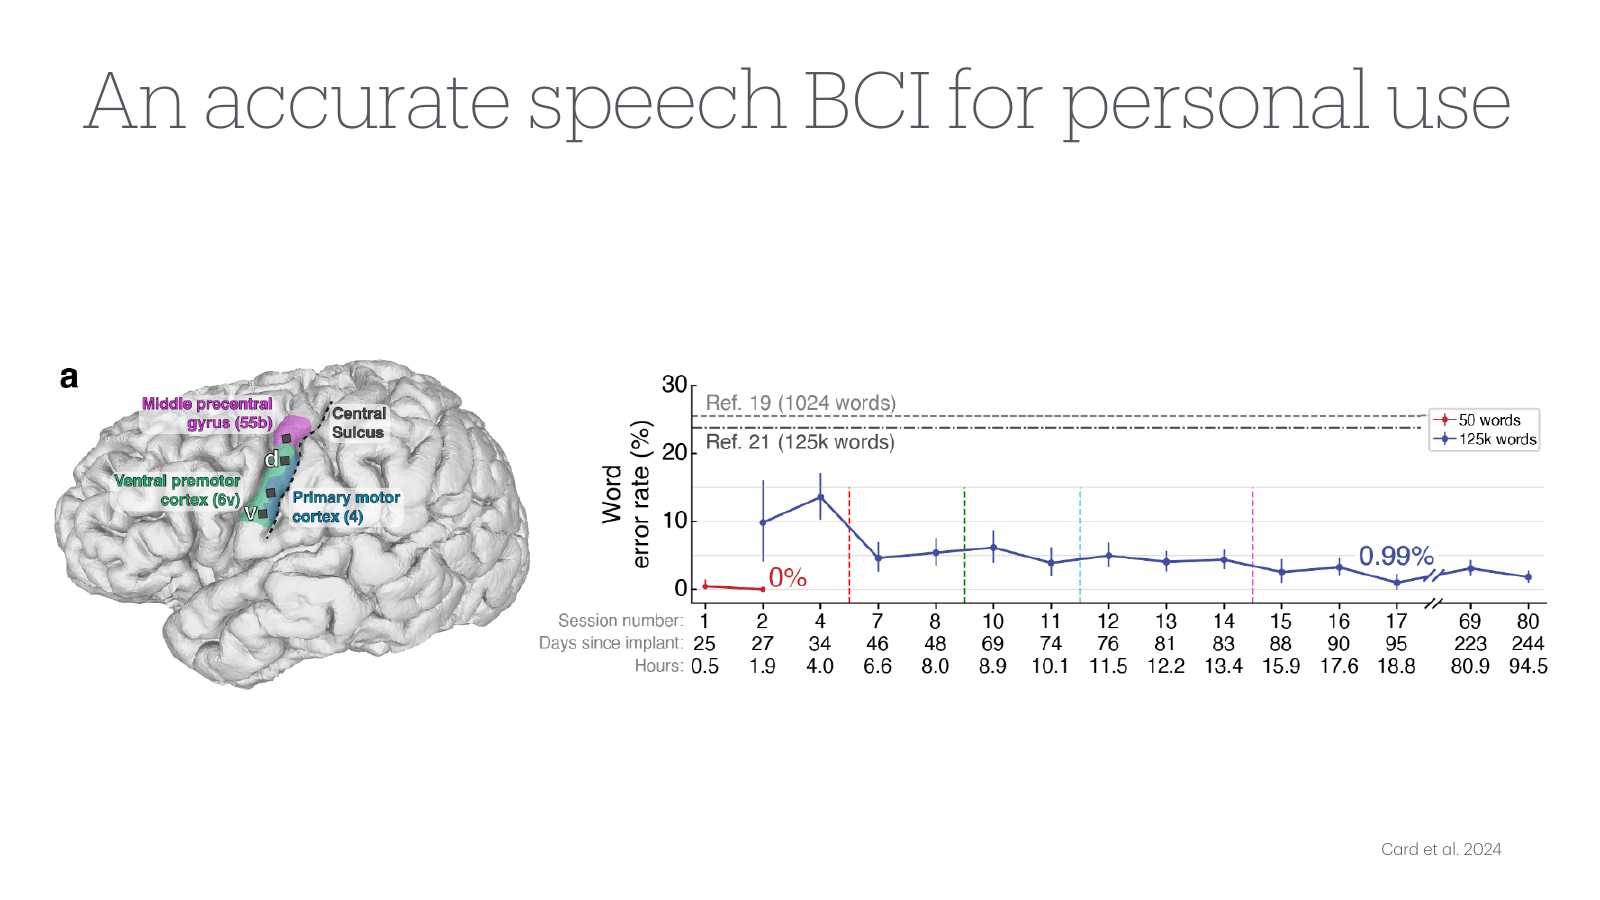 An accurate speech BCI for personal use
a
Middle precentral
gyrus (55b)
Central
Sulcus
d
Ventral premotor
cortex (6v)
Primary motor
cortex (4)
v
Word
error rate (%)
30
20
10
0
Ref. 19 (1024 words)
Ref. 21 (125k words)
50 words
125k words
0%
0.99%
Session number: 1 2 4 7 8 10 11 12 13 14 15 16 17 69 80
Days since implant: 25 27 34 46 48 69 74 76 81 83 88 90 95 223 244
Hours: 0.5 1.9 4.0 6.6 8.0 8.9 10.1 11.5 12.2 13.4 15.9 17.6 18.8 80.9 94.5
Card et al. 2024